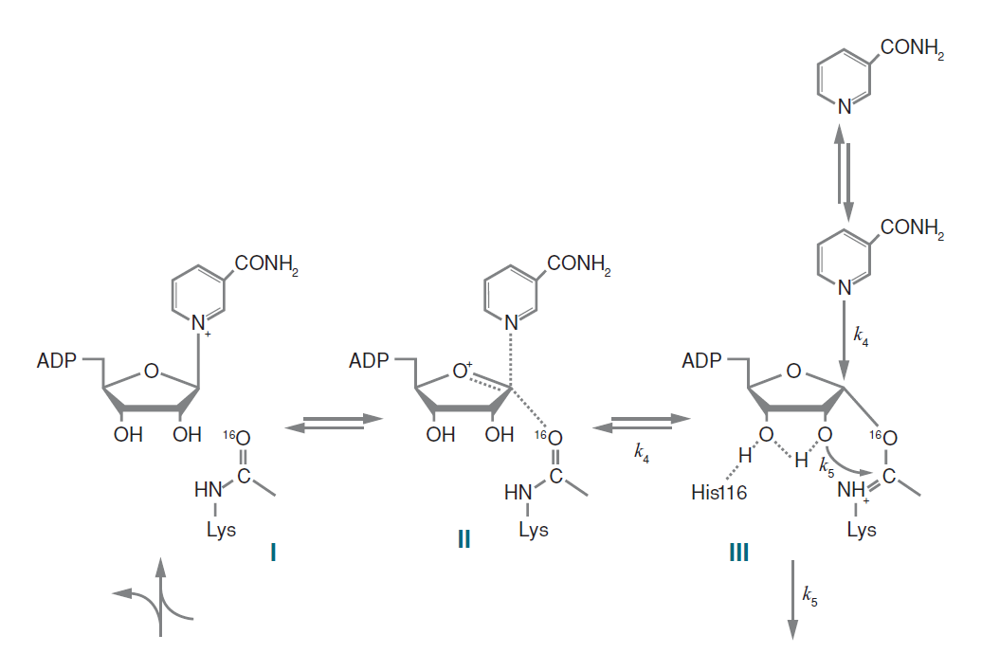 CONH2
N
CONH2
N
k4
CONH2
N+
ADP
O
OH
OH
16O
C
HN
Lys
I
CONH2
N
ADP
O+
OH
OH
16O
C
HN
Lys
II
k4
ADP
O
O
O
H
H
k5
His116
16O
C
NH+
Lys
III
k5